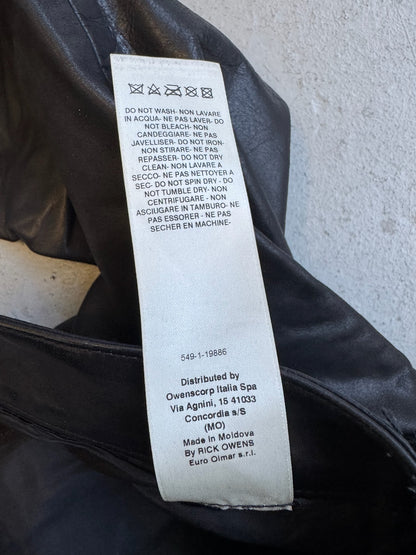 DO NOT WASH- NON LAVARE
IN ACQUA- NE PAS LAVER- DO
NOT BLEACH- NON
CANDEGGIARE- NE PAS
JAVELLISER- DO NOT IRON-
NON STIRARE- NE PAS
REPASSER- DO NOT DRY
CLEAN- NON LAVARE A
SECCO- NE PAS NETTOYER A
SEC- DO NOT SPIN DRY - DO
NOT TUMBLE DRY- NON
CENTRIFUGARE - NON
ASCIUGARE IN TAMBURO- NE
PAS ESSORER - NE PAS
SECHER EN MACHINE-
549-1-19886
Distributed by
Owenscorp Italia Spa
Via Agnini, 15 41033
Concordia s/S
(MO)
Made in Moldova
By RICK OWENS
Euro Olmar s.r.l.